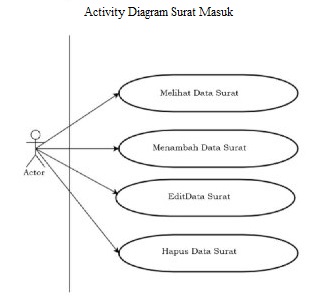 Activity Diagram Surat Masuk
Melihat Data Surat
Menambah Data Surat
Actor
EditData Surat
Hapus Data Surat